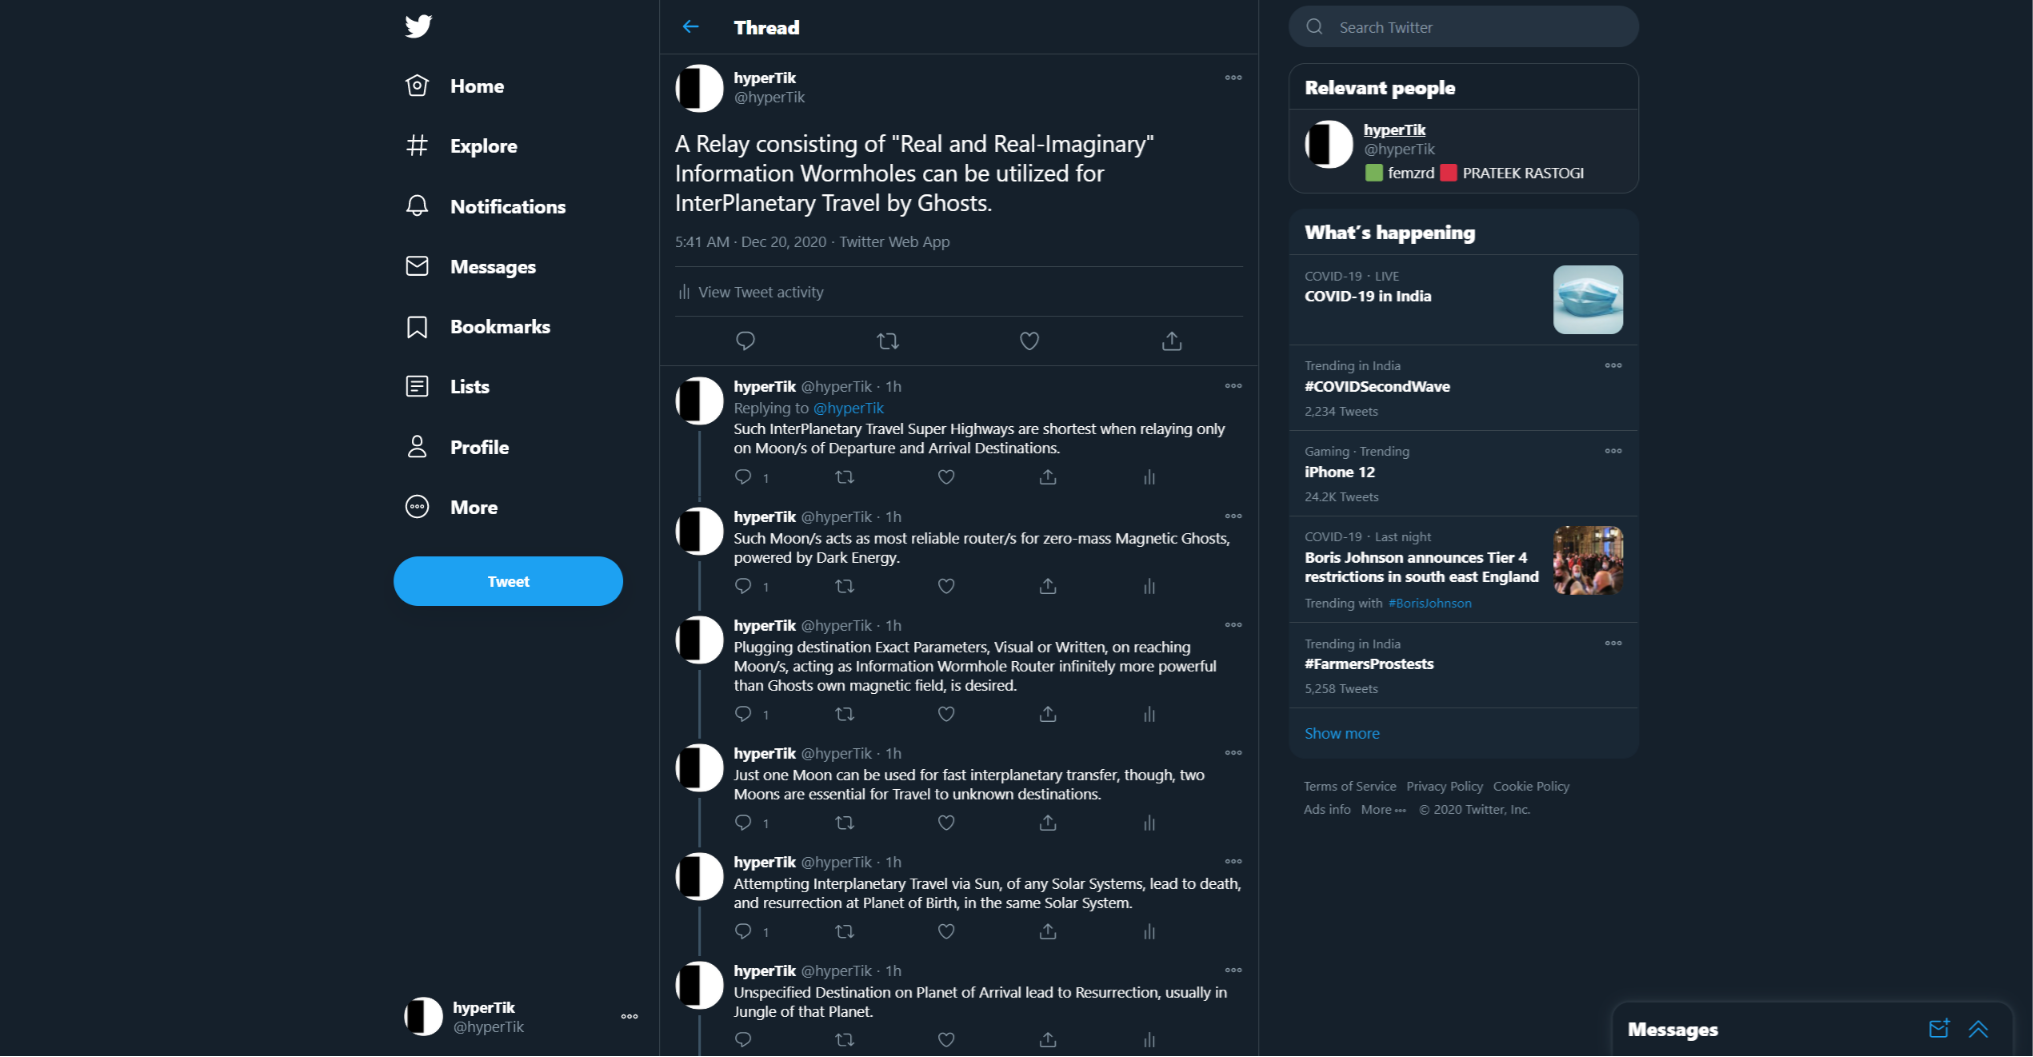 Home
Explore
Notifications
Messages
Bookmarks
Lists
Profile
More
Tweet
hyperTik
@hyperTik
Thread
hyperTik
@hyperTik
A Relay consisting of "Real and Real-Imaginary"
Information Wormholes can be utilized for
InterPlanetary Travel by Ghosts.
5:41 AM · Dec 20, 2020 · Twitter Web App
View Tweet activity
hyperTik @hyperTik · 1h
Replying to @hyperTik
Such InterPlanetary Travel Super Highways are shortest when relaying only
on Moon/s of Departure and Arrival Destinations.
1
hyperTik @hyperTik · 1h
Such Moon/s acts as most reliable router/s for zero-mass Magnetic Ghosts,
powered by Dark Energy.
1
hyperTik @hyperTik · 1h
Plugging destination Exact Parameters, Visual or Written, on reaching
Moon/s, acting as Information Wormhole Router infinitely more powerful
than Ghosts own magnetic field, is desired.
1
hyperTik @hyperTik · 1h
Just one Moon can be used for fast interplanetary transfer, though, two
Moons are essential for Travel to unknown destinations.
1
hyperTik @hyperTik · 1h
Attempting Interplanetary Travel via Sun, of any Solar Systems, lead to death,
and resurrection at Planet of Birth, in the same Solar System.
1
hyperTik @hyperTik · 1h
Unspecified Destination on Planet of Arrival lead to Resurrection, usually in
Jungle of that Planet.
Search Twitter
Relevant people
hyperTik
@hyperTik
femzrd PRATEEK RASTOGI
What's happening
COVID-19 · LIVE
COVID-19 in India
Trending in India
#COVIDSecondWave
2,234 Tweets
Gaming · Trending
iPhone 12
24.2K Tweets
COVID-19 · Last night
Boris Johnson announces Tier 4
restrictions in south east England
Trending with #BorisJohnson
Trending in India
#FarmersProstests
5,258 Tweets
Show more
Terms of Service Privacy Policy Cookie Policy
Ads info More © 2020 Twitter, Inc.
Messages